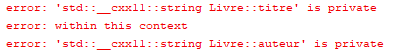 error: 'std::__cxx11::string Livre::titre' is private
error: within this context
error: 'std::__cxx11::string Livre::auteur' is private